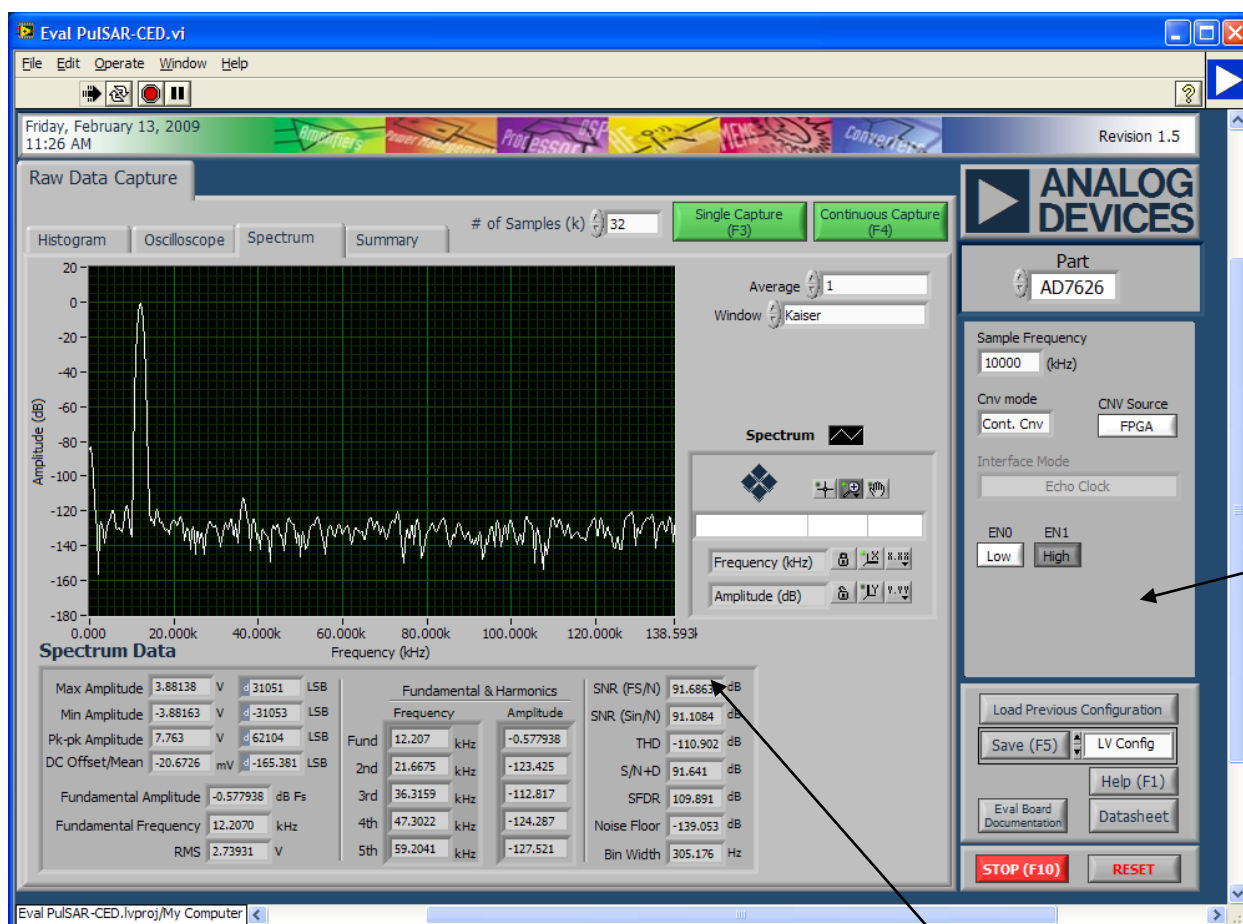 Eval PulSAR-CED.vi
File Edit Operate Window Help
Friday, February 13, 2009
11:26 AM
Amplifiers Power Management Processors DSP MEMS Converters
Revision 1.5
Raw Data Capture
# of Samples (k) 32
Single Capture
(F3)
Continuous Capture
(F4)
Histogram Oscilloscope Spectrum Summary
Average 1
Window Kaiser
20
0
-20
-40
-60
-80
-100
-120
-140
-160
-180
Amplitude (dB)
0.000 20.000k 40.000k 60.000k 80.000k 100.000k 120.000k 138.593k
Frequency (kHz)
Spectrum
Frequency (kHz) X X.XX
Amplitude (dB) Y Y.YY
ANALOG
DEVICES
Part
AD7626
Sample Frequency
10000 (kHz)
Cnv mode
Cont. Cnv
CNV Source
FPGA
Interface Mode
Echo Clock
EN0 EN1
Low High
Load Previous Configuration
Save (F5) LV Config
Help (F1)
Eval Board
Documentation
Datasheet
STOP (F10) RESET
Spectrum Data
Max Amplitude 3.88138 V d 31051 LSB
Min Amplitude -3.88163 V d -31053 LSB
Pk-pk Amplitude 7.763 V d 62104 LSB
DC Offset/Mean -20.6726 mV d -165.381 LSB
Fundamental Amplitude -0.577938 dB Fs
Fundamental Frequency 12.2070 kHz
RMS 2.73931 V
Fundamental & Harmonics
Frequency Amplitude
Fund 12.207 kHz -0.577938
2nd 21.6675 kHz -123.425
3rd 36.3159 kHz -112.817
4th 47.3022 kHz -124.287
5th 59.2041 kHz -127.521
SNR (FS/N) 91.6863 dB
SNR (Sin/N) 91.1084 dB
THD -110.902 dB
S/N+D 91.641 dB
SFDR 109.891 dB
Noise Floor -139.053 dB
Bin Width 305.176 Hz
Eval PulSAR-CED.lvproj/My Computer